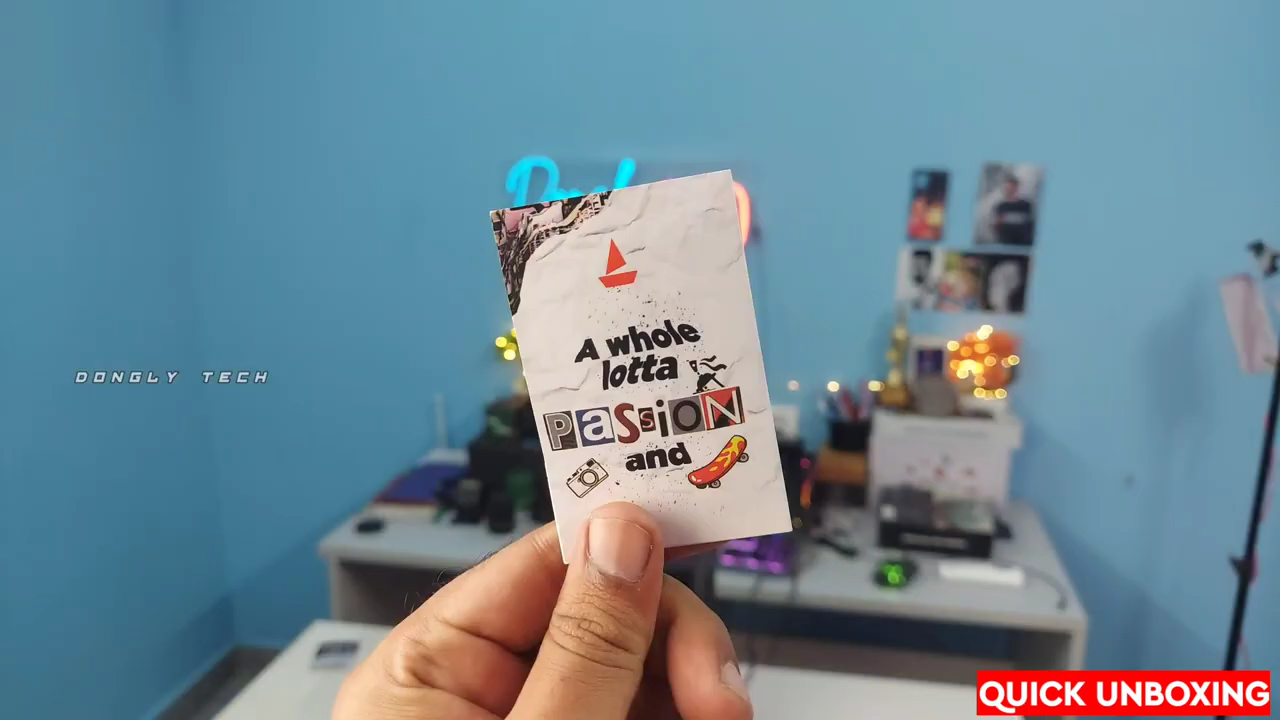 A whole
lotta
PASSION
and
DONGLY TECH
QUICK UNBOXING